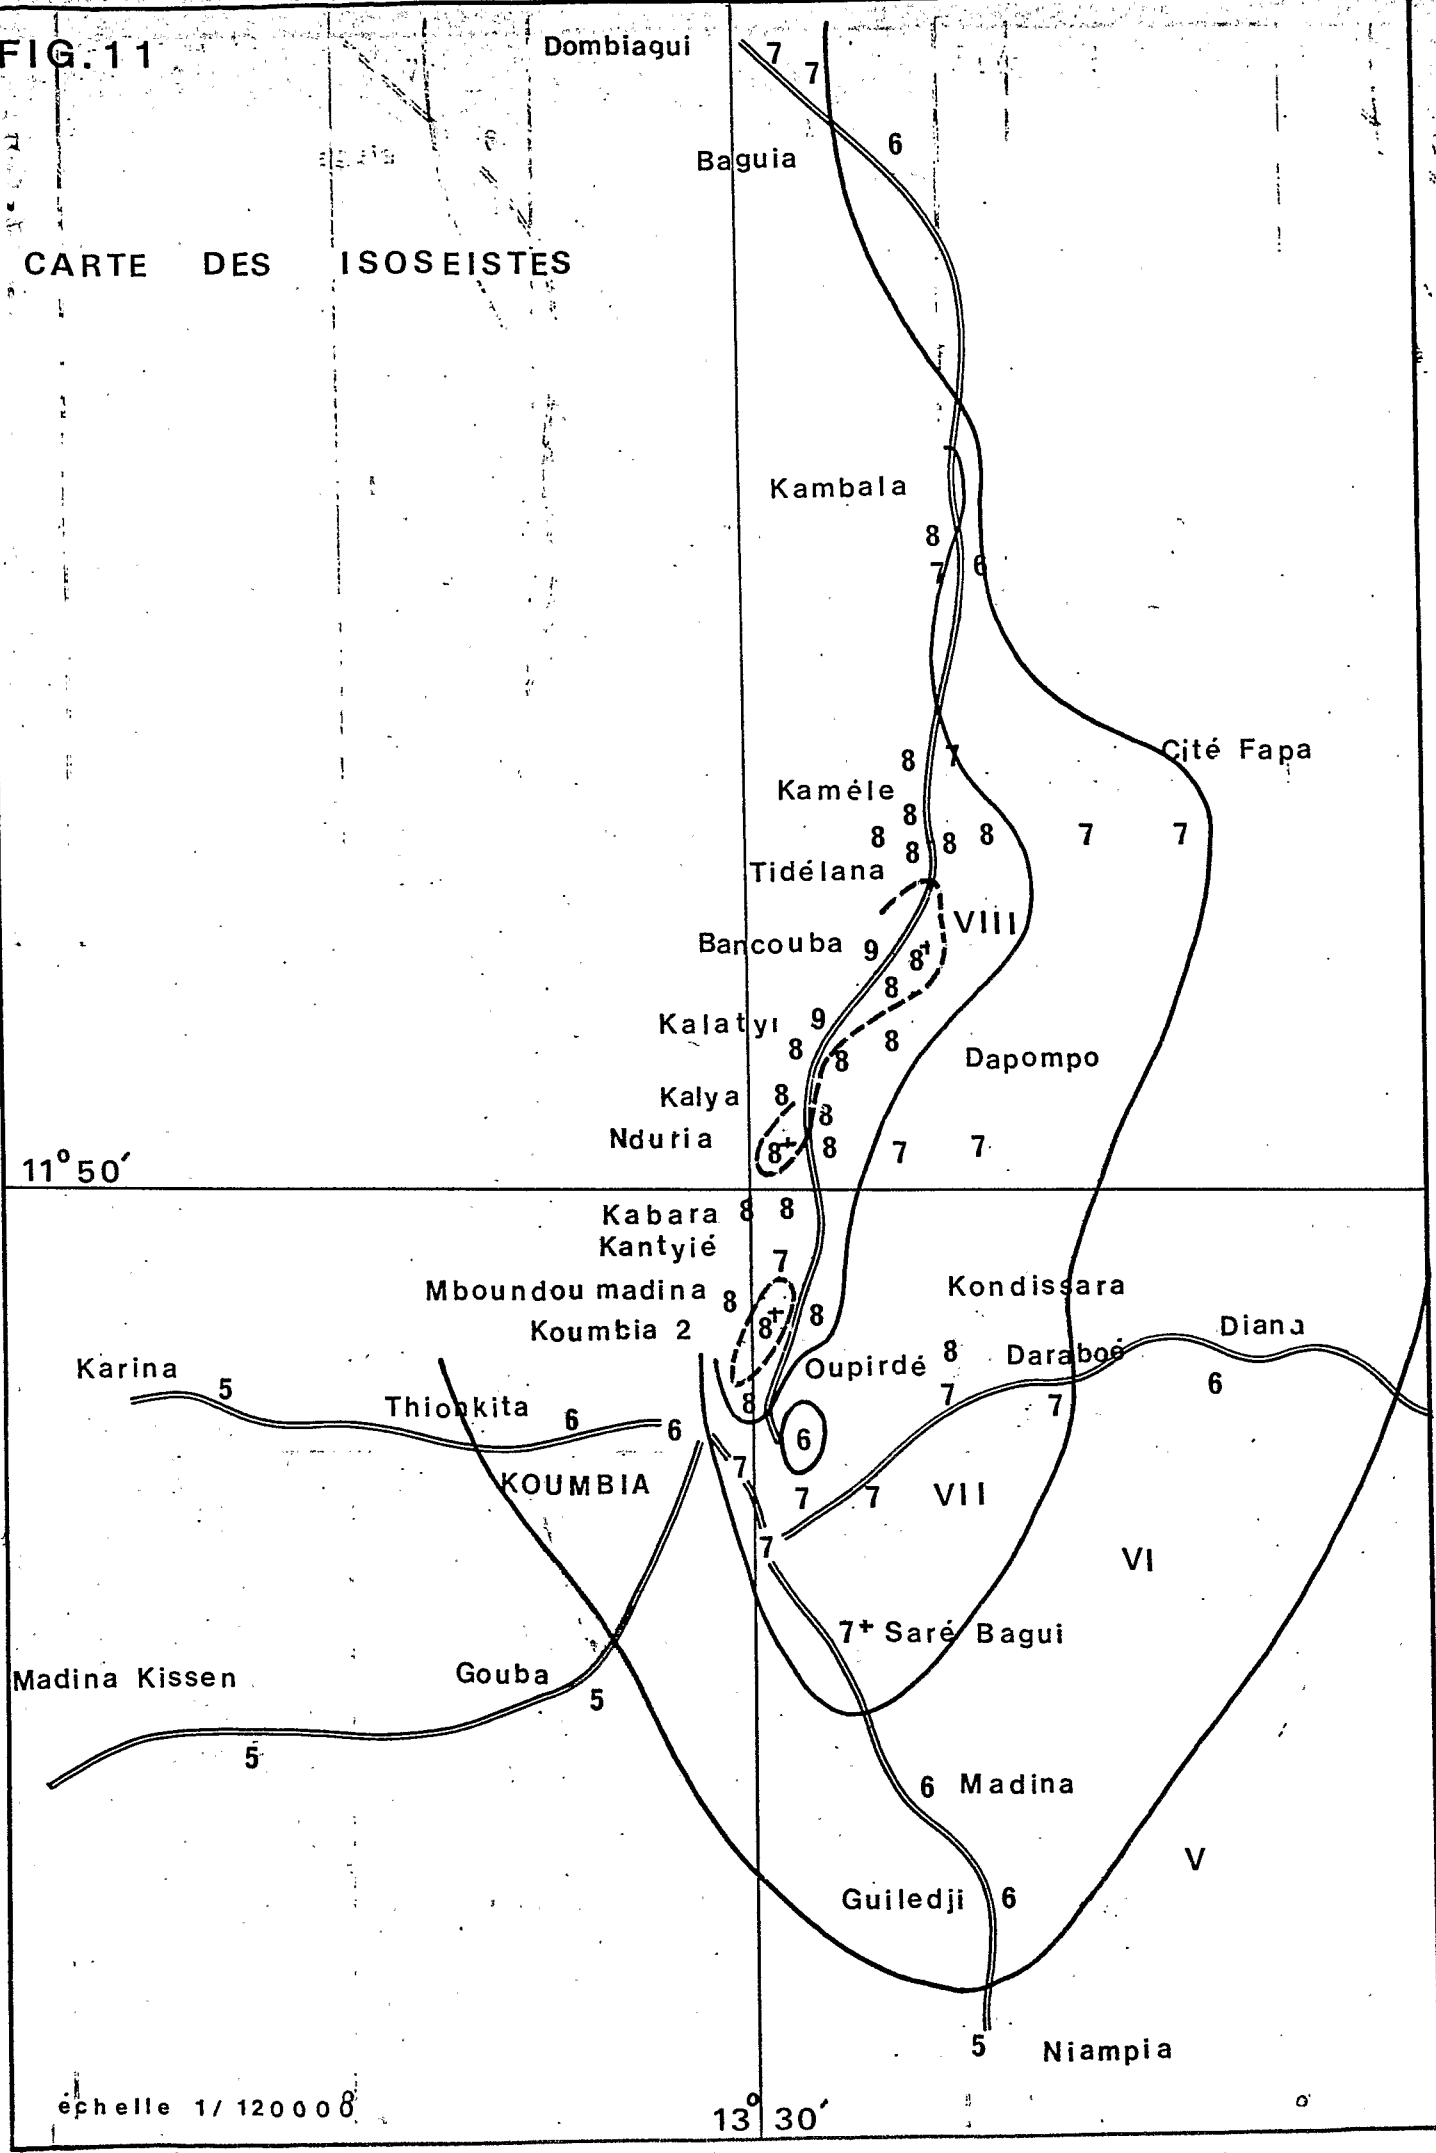 FIG.11
Dombiagui
7
7
6
Baguia
CARTE DES ISOSEISTES
Kambala
8
7 6
Cité Fapa
8 7
Kaméle
8
8 8 8 8 7 7
Tidélana
VIII
Bancouba 9 8+
8
Kalatyı 9
8 8 8
Dapompo
Kalya 8
8
Nduria 8+ 8 7 7
11°50′
Kabara 8 8
Kantyié
7
Kondissara
Mboundou madina 8 8+ 8
Koumbia 2
Diana
Karina 5
Oupirdé 8 Daraboé
6
Thionkita 6 6 8 7 7
6
7
KOUMBIA
7 7 VII
7
VI
7+ Saré Bagui
Madina Kissen Gouba
5
5
6 Madina
V
Guiledji 6
5 Niampia
échelle 1/120000
13°30′